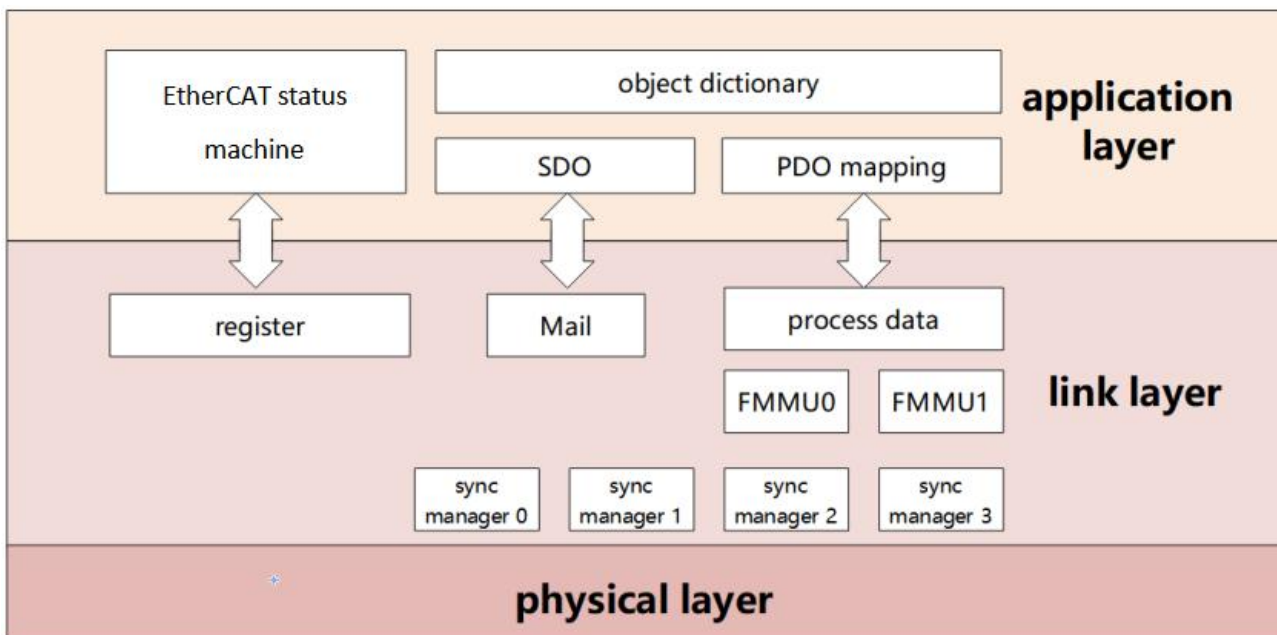 EtherCAT status
machine
object dictionary
application
layer
SDO
PDO mapping
register
Mail
process data
FMMU0
FMMU1
link layer
sync
manager 0
sync
manager 1
sync
manager 2
sync
manager 3
physical layer